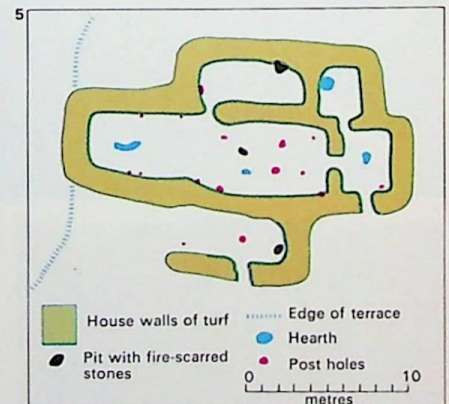 5
House walls of turf
Pit with fire-scarred
stones
Edge of terrace
Hearth
Post holes
0 10
metres